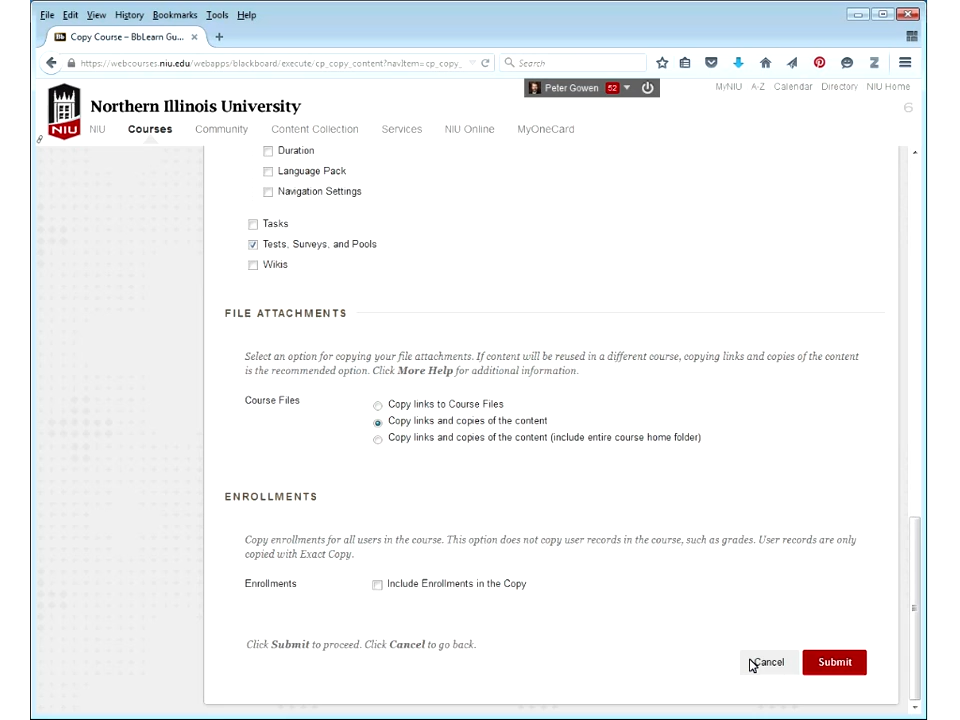 File Edit View History Bookmarks Tools Help
Bb Copy Course – BbLearn Gu... × +
https://webcourses.niu.edu/webapps/blackboard/execute/cp_copy_content?navItem=cp_copy_ Search
Peter Gowen 52
MyNIU A-Z Calendar Directory NIU Home
Northern Illinois University
6
NIU
NIU Courses Community Content Collection Services NIU Online MyOneCard
Duration
Language Pack
Navigation Settings
Tasks
Tests, Surveys, and Pools
Wikis
FILE ATTACHMENTS
Select an option for copying your file attachments. If content will be reused in a different course, copying links and copies of the content
is the recommended option. Click More Help for additional information.
Course Files
Copy links to Course Files
Copy links and copies of the content
Copy links and copies of the content (include entire course home folder)
ENROLLMENTS
Copy enrollments for all users in the course. This option does not copy user records in the course, such as grades. User records are only
copied with Exact Copy.
Enrollments Include Enrollments in the Copy
Click Submit to proceed. Click Cancel to go back.
Cancel Submit